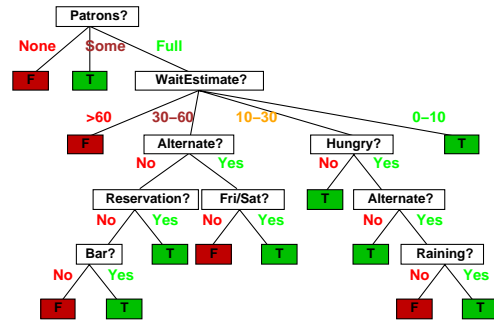 Patrons?
None Some Full
F T WaitEstimate?
>60 30–60 10–30 0–10
F Alternate? Hungry? T
No Yes No Yes
Reservation? Fri/Sat? T Alternate?
No Yes No Yes No Yes
Bar? T F T T Raining?
No Yes No Yes
F T F T